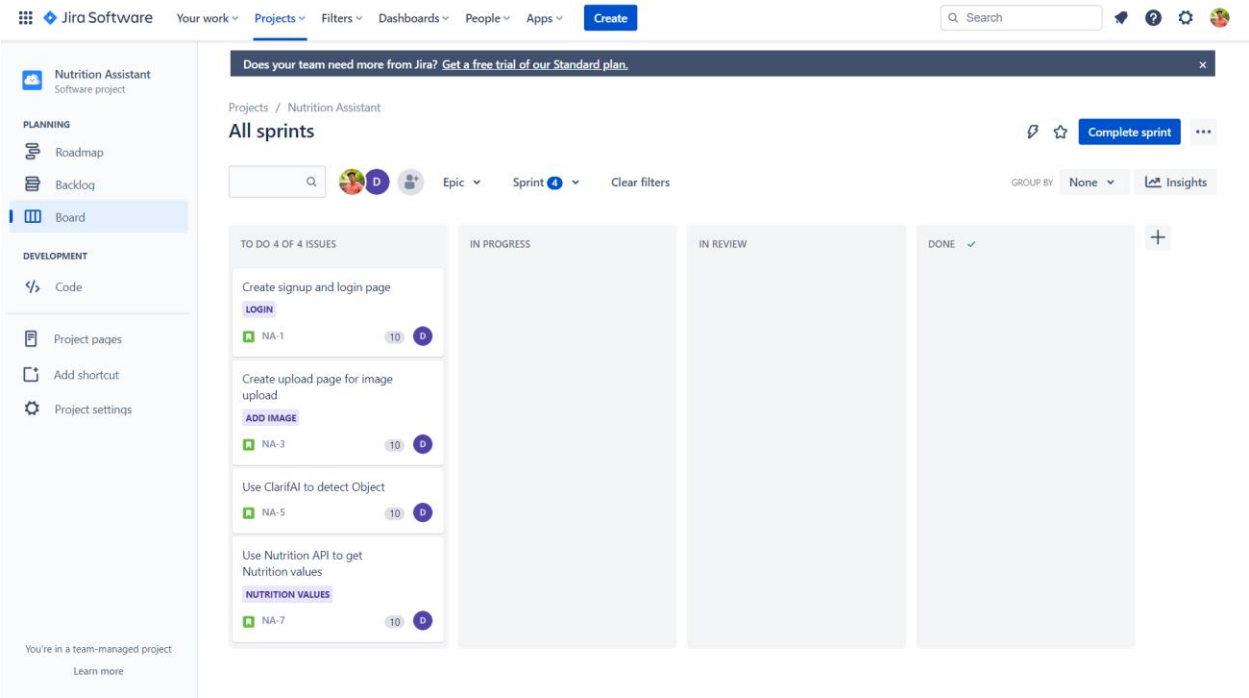 Jira Software
Your work Projects Filters Dashboards People Apps Create
Search
Does your team need more from Jira? Get a free trial of our Standard plan.
Nutrition Assistant
Software project
PLANNING
Roadmap
Backlog
Board
DEVELOPMENT
Code
Project pages
Add shortcut
Project settings
You're in a team-managed project
Learn more
Projects / Nutrition Assistant
All sprints
Complete sprint
D
Epic
Sprint 4
Clear filters
GROUP BY None
Insights
TO DO 4 OF 4 ISSUES
Create signup and login page
LOGIN
NA-1 10 D
Create upload page for image
upload
ADD IMAGE
NA-3 10 D
Use ClarifAI to detect Object
NA-5 10 D
Use Nutrition API to get
Nutrition values
NUTRITION VALUES
NA-7 10 D
IN PROGRESS
IN REVIEW
DONE